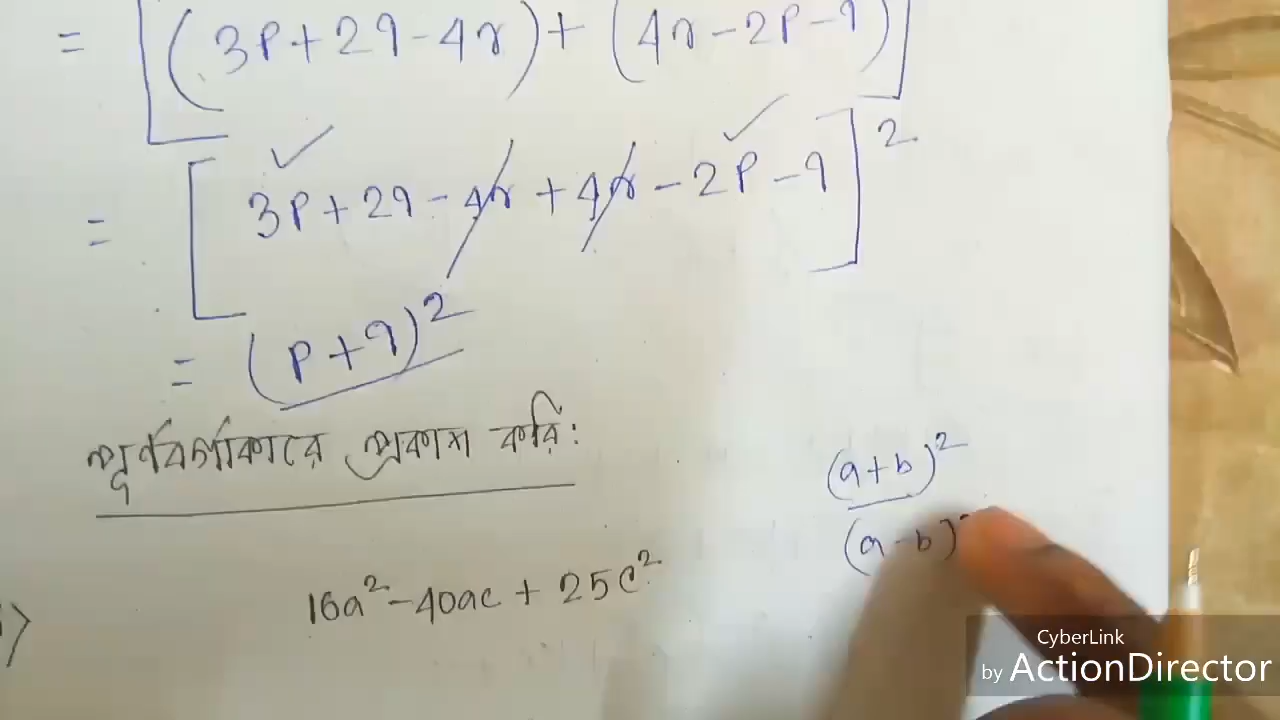 = [(3P+2q-4r)+(4r-2P-q)]
= [3P+2q-4r+4r-2P-q]²
= (P+q)²
পূর্ণবর্গাকারে প্রকাশ করি:
(a+b)²
(a-b)²
16a²-40ac+25c²
CyberLink
by ActionDirector